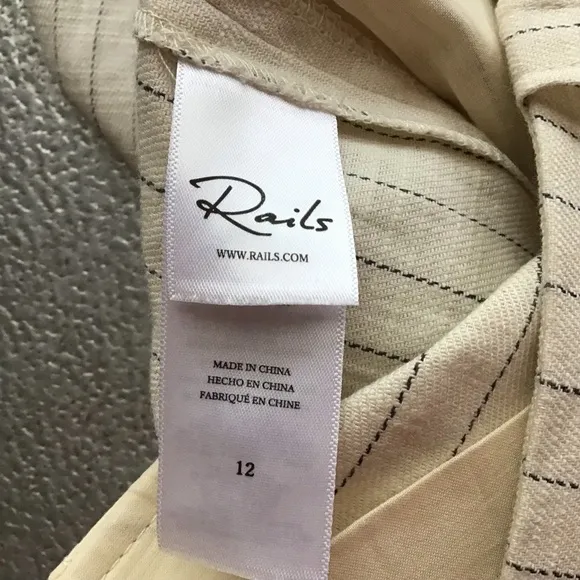 Rails
WWW.RAILS.COM
MADE IN CHINA
HECHO EN CHINA
FABRIQUÉ EN CHINE
12